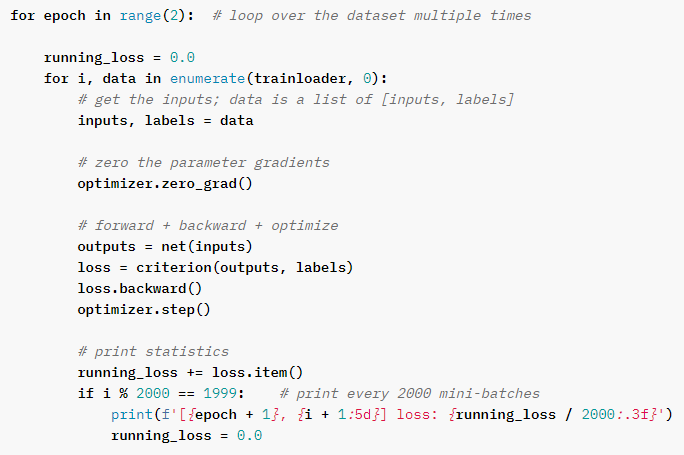 for epoch in range(2):  # loop over the dataset multiple times

    running_loss = 0.0
    for i, data in enumerate(trainloader, 0):
        # get the inputs; data is a list of [inputs, labels]
        inputs, labels = data

        # zero the parameter gradients
        optimizer.zero_grad()

        # forward + backward + optimize
        outputs = net(inputs)
        loss = criterion(outputs, labels)
        loss.backward()
        optimizer.step()

        # print statistics
        running_loss += loss.item()
        if i % 2000 == 1999:    # print every 2000 mini-batches
            print(f'[{epoch + 1}, {i + 1:5d}] loss: {running_loss / 2000:.3f}')
            running_loss = 0.0